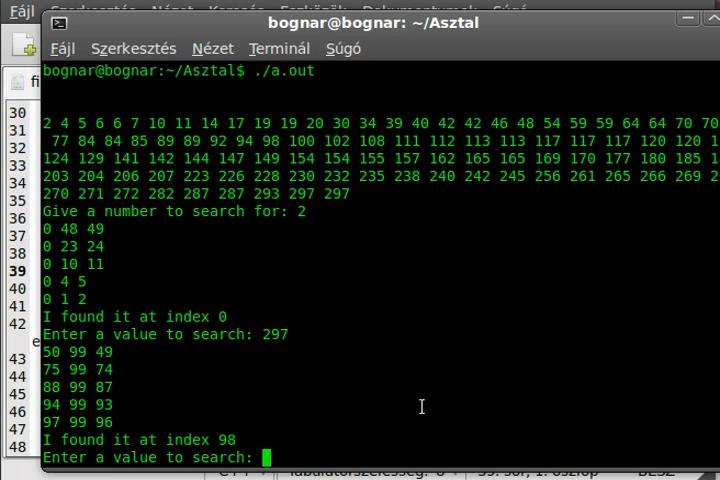 Fájl
bognar@bognar: ~/Asztal
Fájl Szerkesztés Nézet Terminál Súgó
bognar@bognar:~/Asztal$ ./a.out
2 4 5 6 6 7 10 11 14 17 19 19 20 30 34 39 40 42 42 46 48 54 59 59 64 64 70 70
77 84 84 85 89 89 92 94 98 100 102 108 111 112 113 113 117 117 117 120 120 1
124 129 141 142 144 147 149 154 154 155 157 162 165 165 169 170 177 180 185 1
203 204 206 207 223 226 228 230 232 235 238 240 242 245 256 261 265 266 269 2
270 271 272 282 287 287 293 297 297
Give a number to search for: 2
0 48 49
0 23 24
0 10 11
0 4 5
0 1 2
I found it at index 0
Enter a value to search: 297
50 99 49
75 99 74
88 99 87
94 99 93
97 99 96
I found it at index 98
Enter a value to search:
fi
30
31
32
33
34
35
36
37
38
39
40
41
42
e
43
44
45
46
47
48